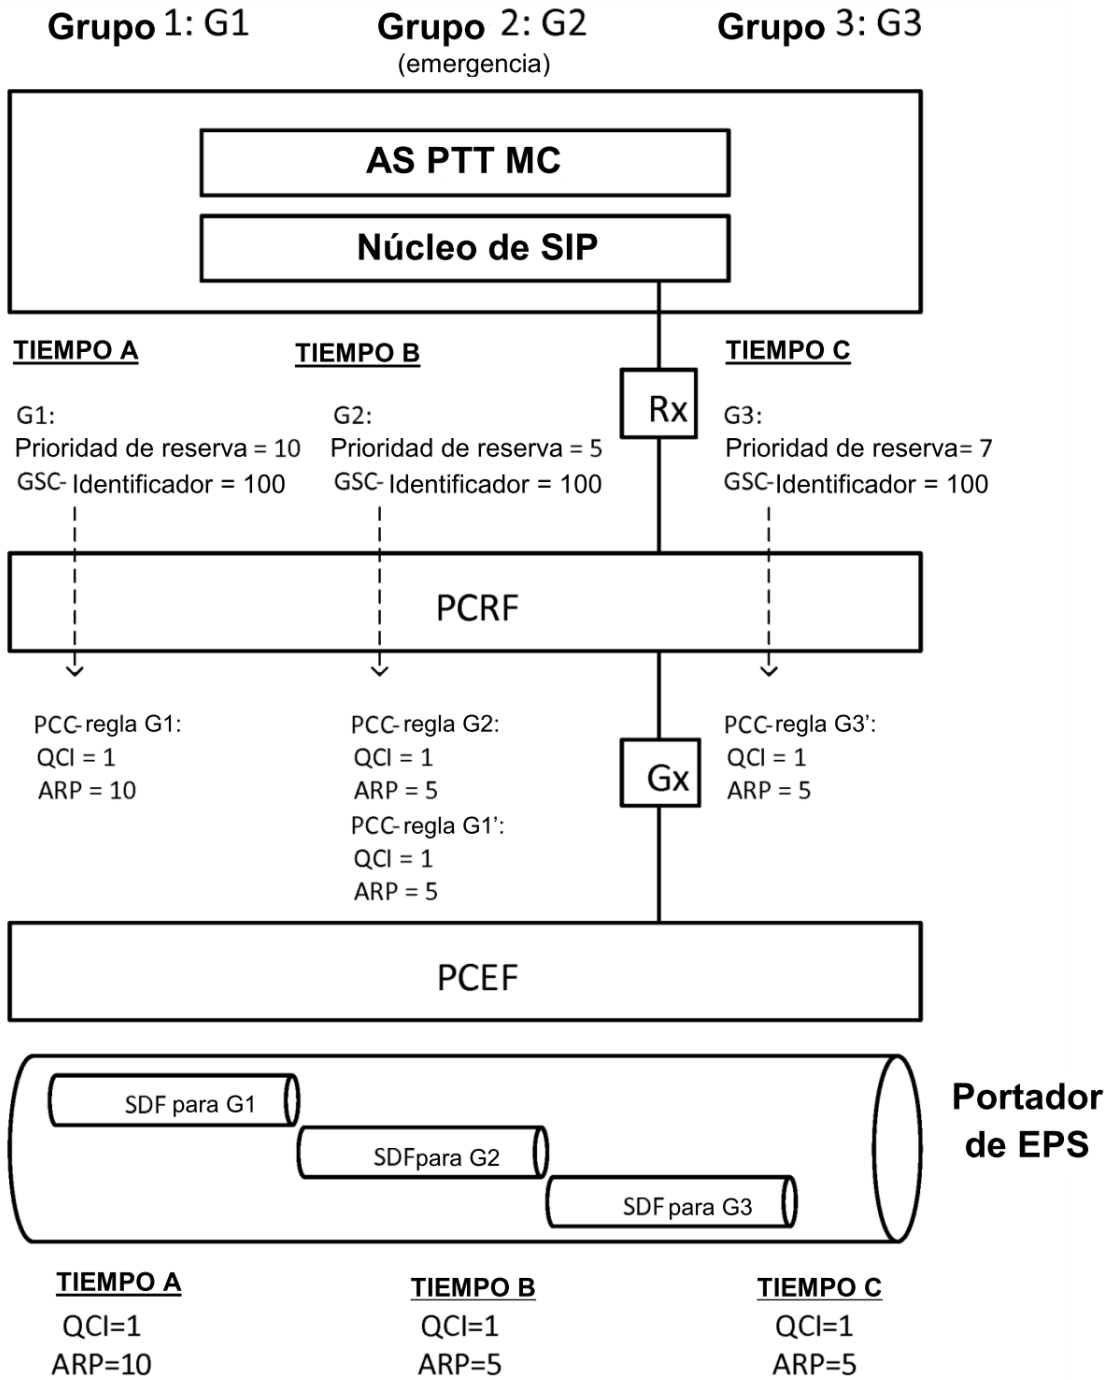 Grupo 1: G1
Grupo 2: G2
(emergencia)
Grupo 3: G3
AS PTT MC
Núcleo de SIP
TIEMPO A
TIEMPO B
TIEMPO C
Rx
G1:
Prioridad de reserva = 10
GSC- Identificador = 100
G2:
Prioridad de reserva = 5
GSC- Identificador = 100
G3:
Prioridad de reserva= 7
GSC- Identificador = 100
PCRF
PCC-regla G1:
QCI = 1
ARP = 10
PCC-regla G2:
QCI = 1
ARP = 5
PCC-regla G1’:
QCI = 1
ARP = 5
Gx
PCC-regla G3’:
QCI = 1
ARP = 5
PCEF
SDF para G1
SDFpara G2
SDF para G3
Portador
de EPS
TIEMPO A
QCI=1
ARP=10
TIEMPO B
QCI=1
ARP=5
TIEMPO C
QCI=1
ARP=5